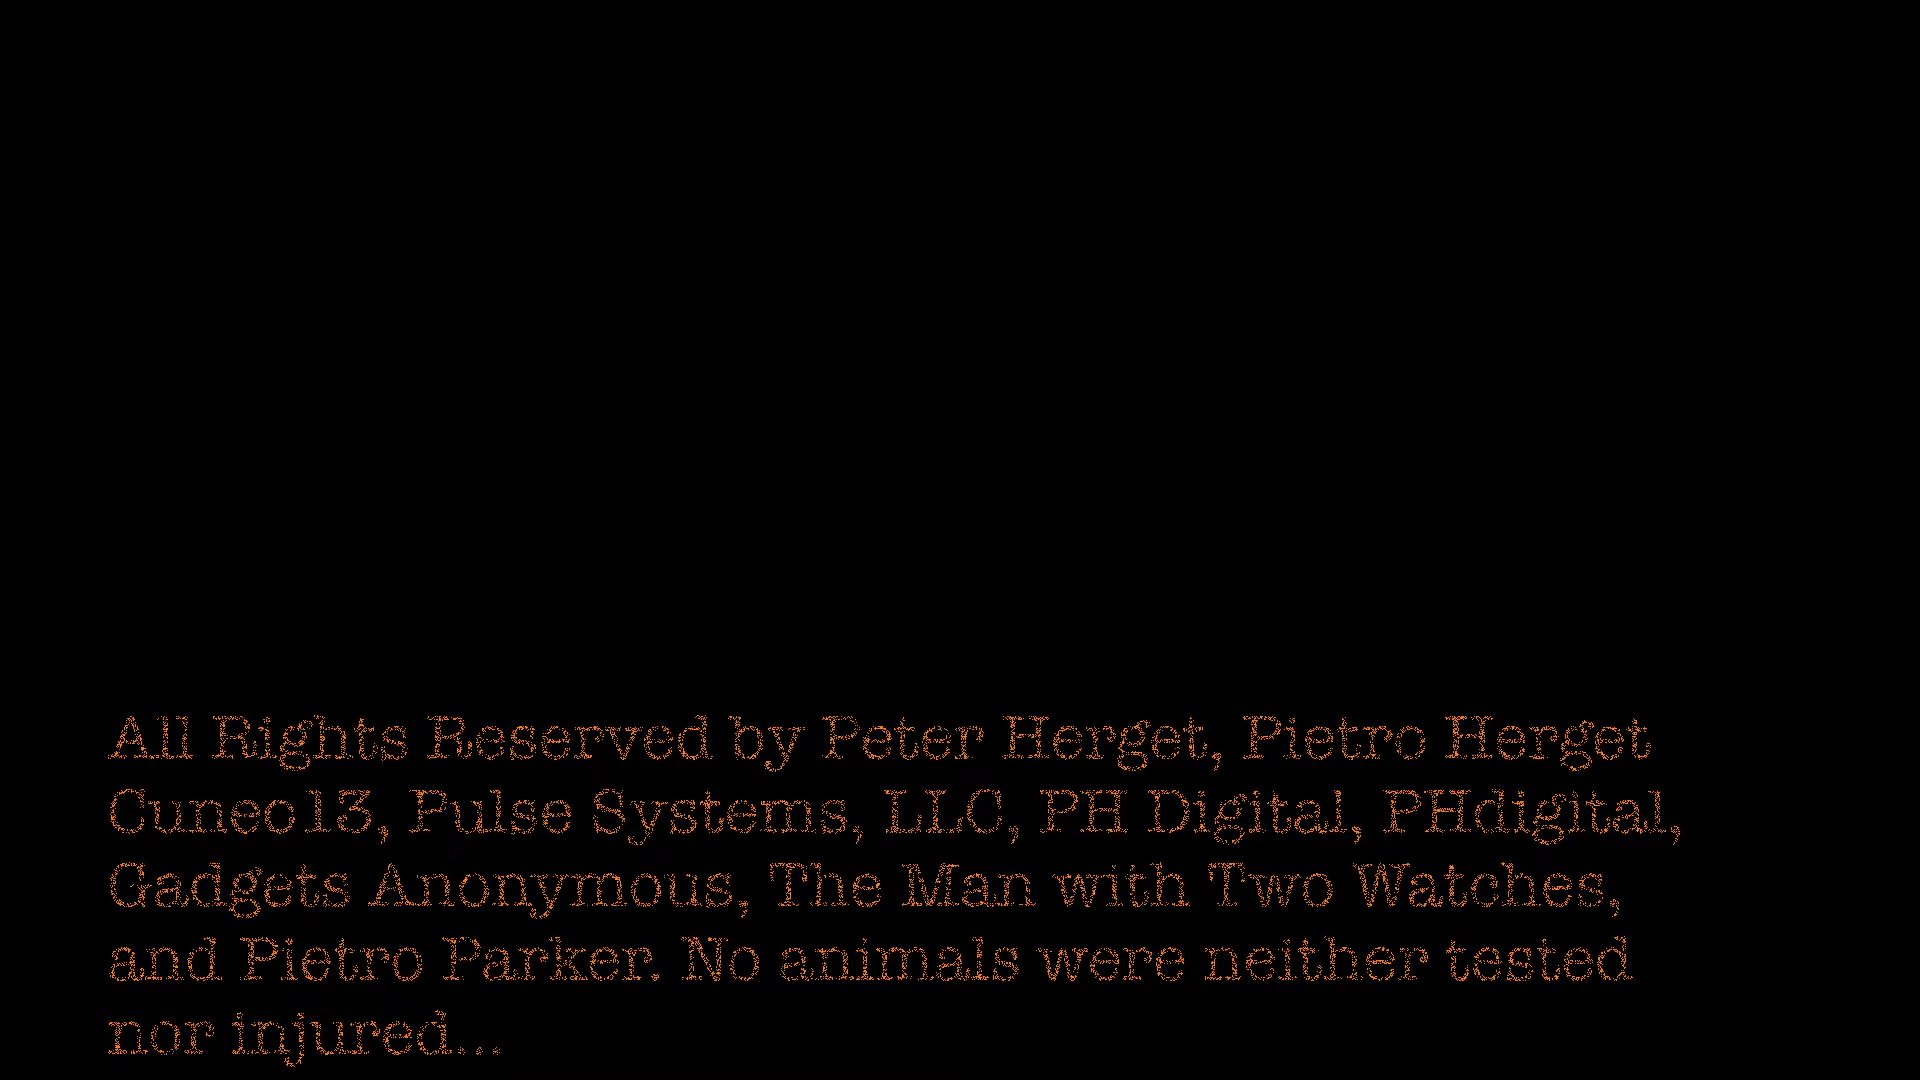 All Rights Reserved by Peter Herget, Pietro Herget
Cuneo13, Pulse Systems, LLC, PH Digital, PHdigital,
Gadgets Anonymous, The Man with Two Watches,
and Pietro Parker. No animals were neither tested
nor injured...